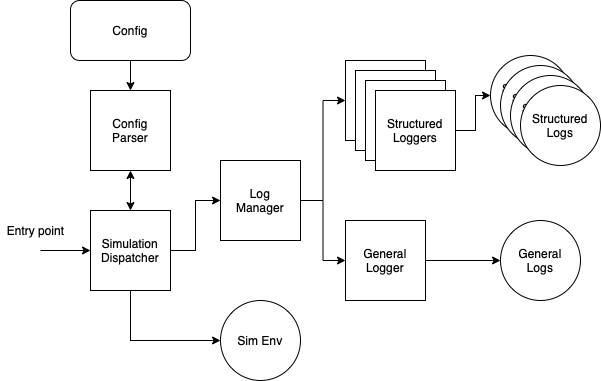 Config
Config
Parser
Structured
Loggers
Structured
Logs
Log
Manager
Entry point
Simulation
Dispatcher
General
Logger
General
Logs
Sim Env